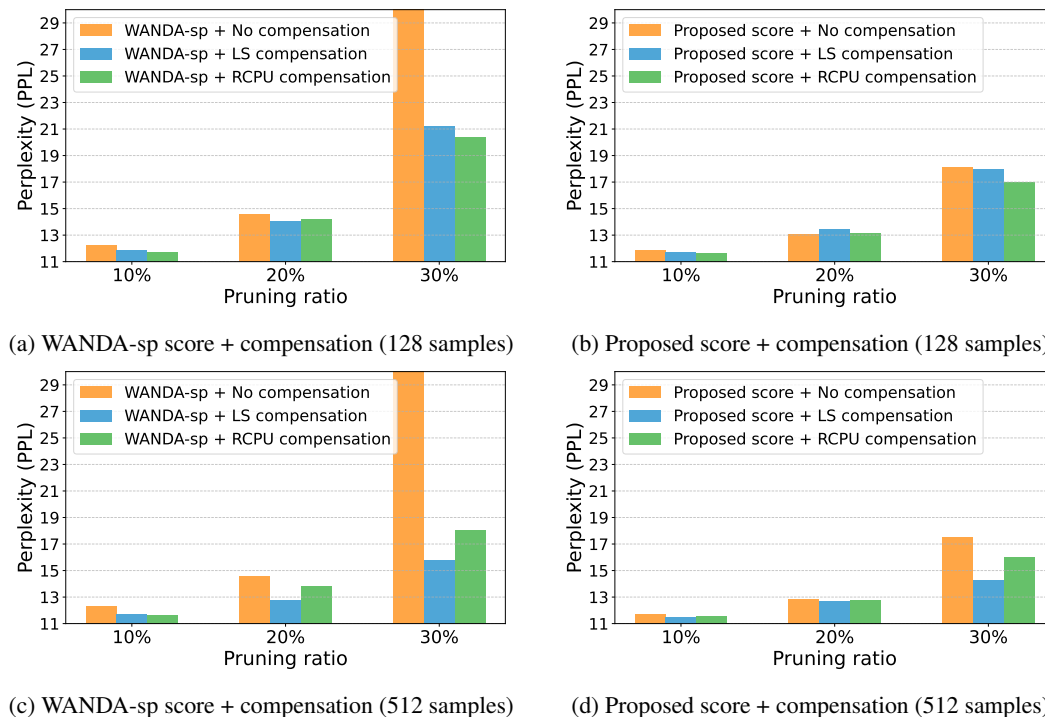 WANDA-sp + No compensation
WANDA-sp + LS compensation
WANDA-sp + RCPU compensation
29
27
25
23
21
19
17
15
13
11
Perplexity (PPL)
10% 20% 30%
Pruning ratio
(a) WANDA-sp score + compensation (128 samples)
Proposed score + No compensation
Proposed score + LS compensation
Proposed score + RCPU compensation
29
27
25
23
21
19
17
15
13
11
Perplexity (PPL)
10% 20% 30%
Pruning ratio
(b) Proposed score + compensation (128 samples)
WANDA-sp + No compensation
WANDA-sp + LS compensation
WANDA-sp + RCPU compensation
29
27
25
23
21
19
17
15
13
11
Perplexity (PPL)
10% 20% 30%
Pruning ratio
(c) WANDA-sp score + compensation (512 samples)
Proposed score + No compensation
Proposed score + LS compensation
Proposed score + RCPU compensation
29
27
25
23
21
19
17
15
13
11
Perplexity (PPL)
10% 20% 30%
Pruning ratio
(d) Proposed score + compensation (512 samples)